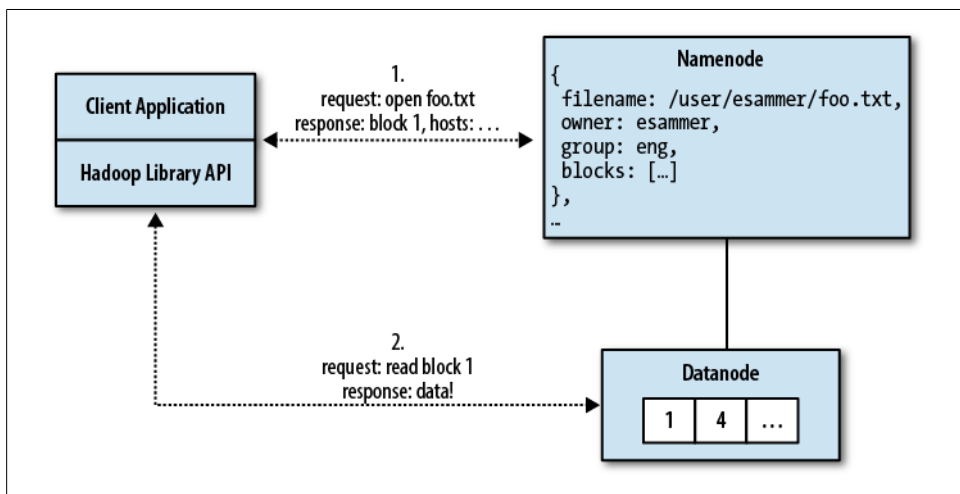 Client Application
Hadoop Library API
1.
request: open foo.txt
response: block 1, hosts: . . .
Namenode
{
filename: /user/esammer/foo.txt,
owner: esammer,
group: eng,
blocks: […]
},
…
2.
request: read block 1
response: data!
Datanode
1 4 . . .